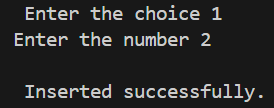 Enter the choice 1
Enter the number 2
Inserted successfully.